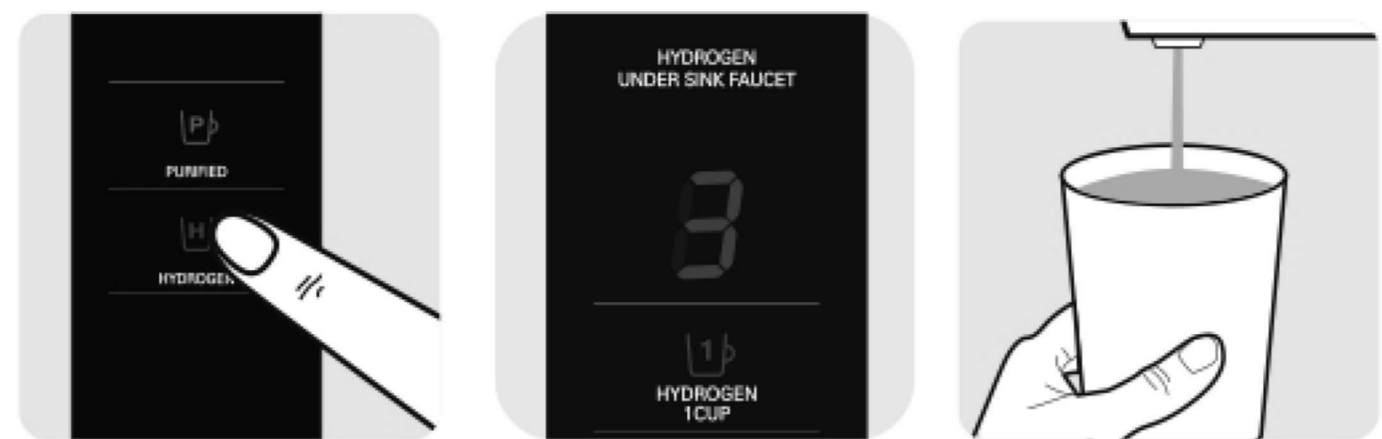 P
PURIFIED
H
HYDROGEN
HYDROGEN
UNDER SINK FAUCET
3
1
HYDROGEN
1CUP